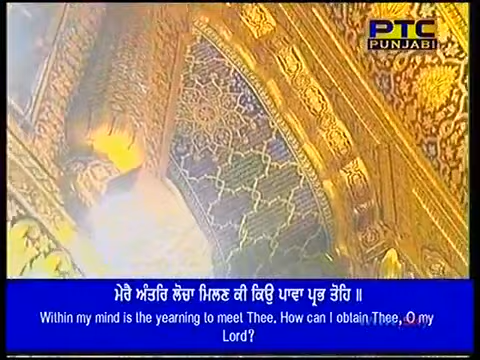 PTC
PUNJABI
ਮੇਰੈ ਅੰਤਰਿ ਲੋਚਾ ਮਿਲਣ ਕੀ ਕਿਉ ਪਾਵਾ ਪ੍ਰਭ ਤੋਹਿ ॥
Within my mind is the yearning to meet Thee. How can I obtain Thee, O my
Lord?